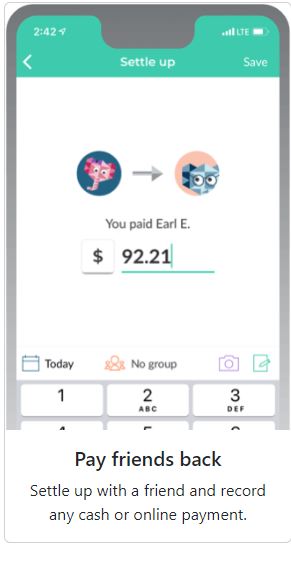 2:42 LTE
Settle up Save
You paid Earl E.
$ 92.21
Today No group
1 2 3
ABC DEF
Pay friends back
Settle up with a friend and record
any cash or online payment.